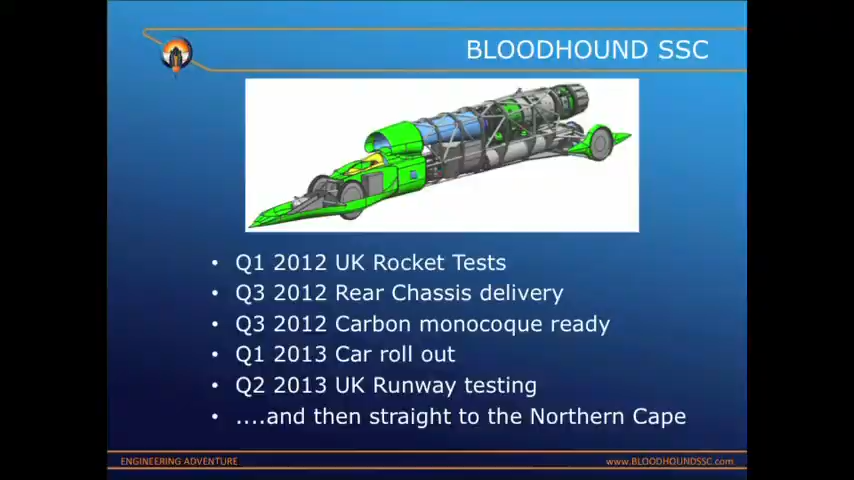 BLOODHOUND SSC
• Q1 2012 UK Rocket Tests
• Q3 2012 Rear Chassis delivery
• Q3 2012 Carbon monocoque ready
• Q1 2013 Car roll out
• Q2 2013 UK Runway testing
• ....and then straight to the Northern Cape
ENGINEERING ADVENTURE
www.BLOODHOUNDSSC.com